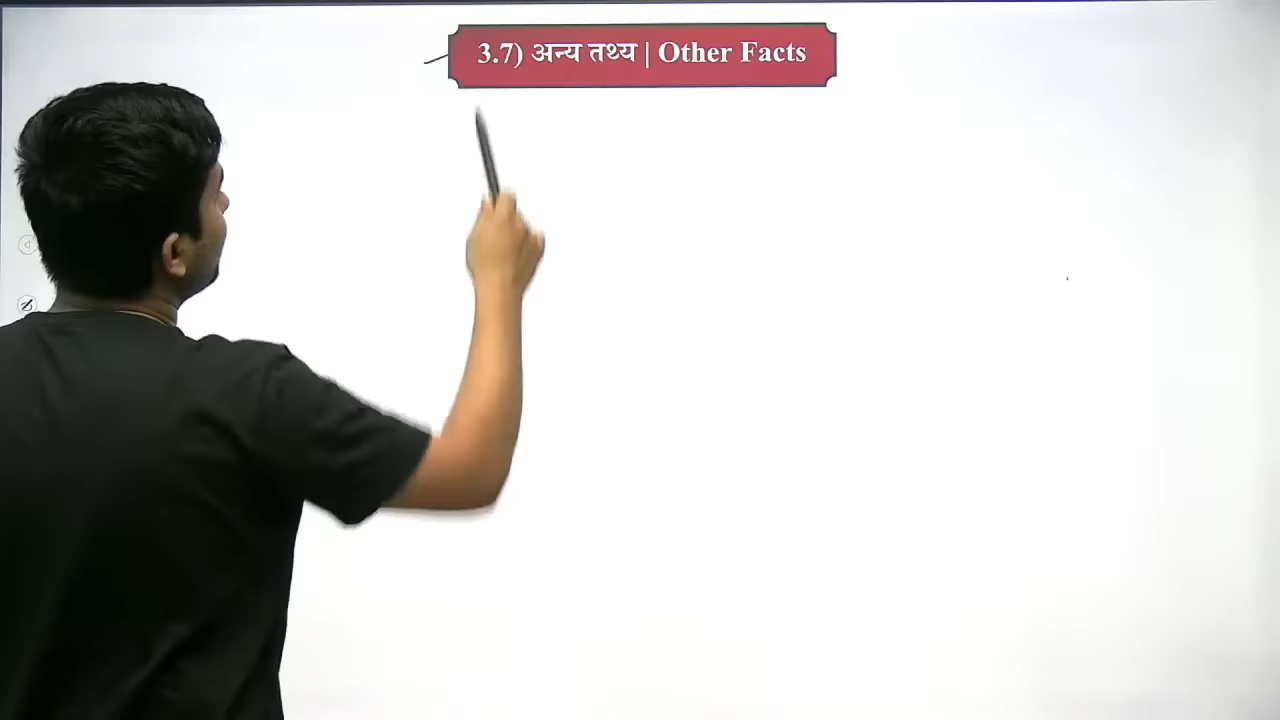 3.7) अन्य तथ्य | Other Facts